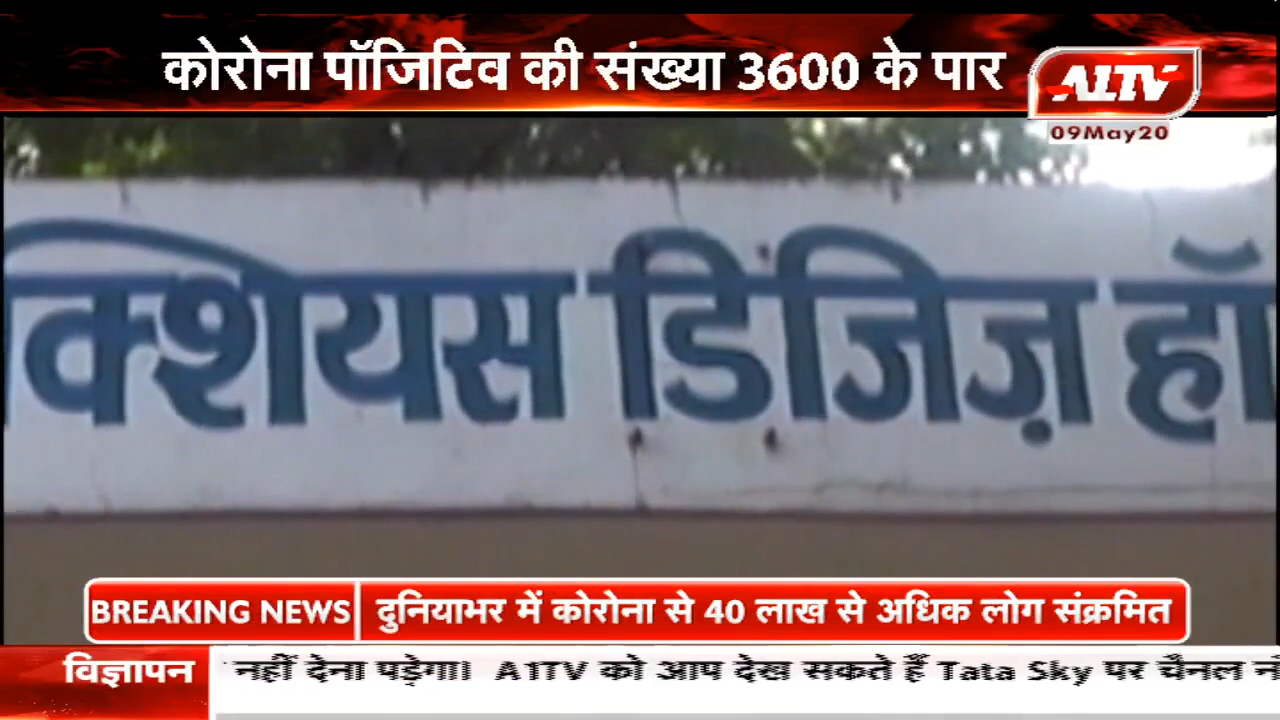 कोरोना पॉजिटिव की संख्या 3600 के पार
A1TV
09May20
क्शियस डिजिज़ हॉ
BREAKING NEWS दुनियाभर में कोरोना से 40 लाख से अधिक लोग संक्रमित
विज्ञापन नहीं देना पड़ेगा। A1TV को आप देख सकते हैं Tata Sky पर चैनल